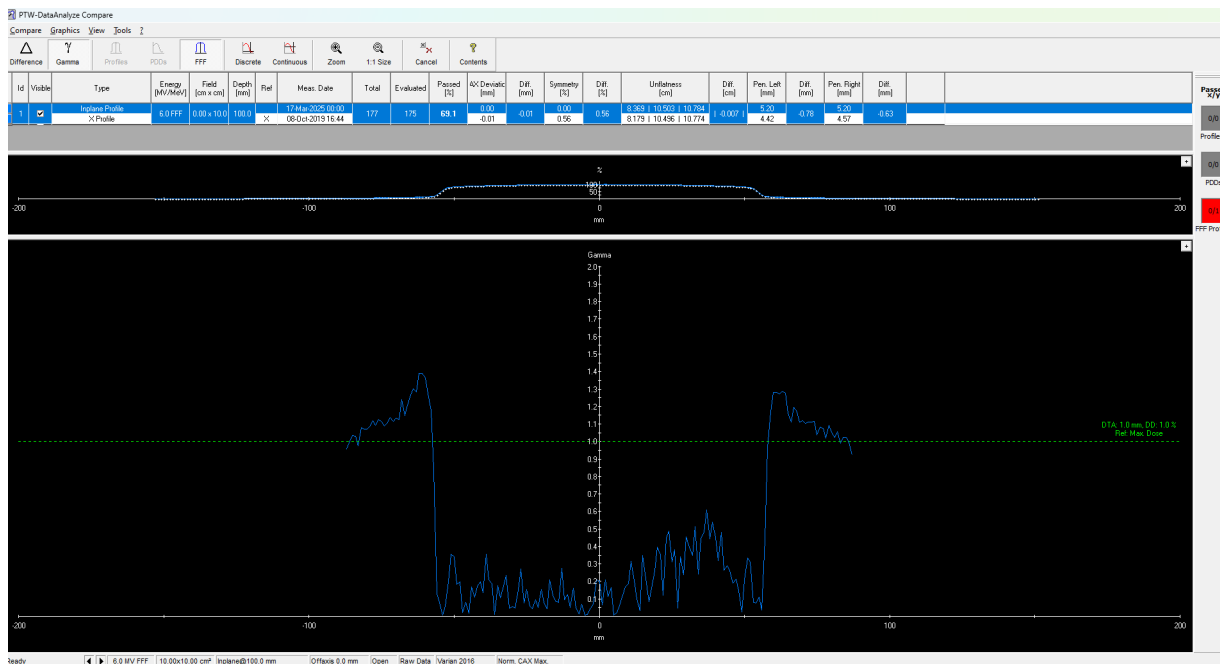 PTW-DataAnalyze Compare
Compare Graphics View Tools ?
Difference Gamma Profiles PDDs FFF Discrete Continuous Zoom 1:1 Size Cancel Contents
Id Visible Type Energy [MV/MeV] Field [cm x cm] Depth [mm] Ref Meas. Date Total Evaluated Passed [%] Diff. [mm] Symmetry [%] Diff. [%] Unflatness [cm] Diff. [cm] Pen. Left [mm] Diff. [mm] Pen. Right [mm] Diff. [mm]
1 Inplane Profile 6.0 FFF 0.00 x 10.0 100.0 17-Mar-2025 00:00 177 175 69.1 0.00 -0.01 0.00 0.56 8.369 | 10.503 | 10.784 | -0.007 | 5.20 -0.78 5.20 -0.63
X Profile X 08-Oct-2019 16:44 -0.01 0.56 8.179 | 10.496 | 10.774 4.42 4.57
x/y
0/0
Profile
0/0
PDDs
0/1
FFF Prof
%
100
50
-200 -100 0 100 200
mm
Gamma
2.0
1.9
1.8
1.7
1.6
1.5
1.4
1.3
1.2
1.1
DTA: 1.0 mm, DD: 1.0 %
Ref: Max. Dose
1.0
0.9
0.8
0.7
0.6
0.5
0.4
0.3
0.2
0.1
-200 -100 0 100 200
mm
Ready 6.0 MV FFF 10.00x10.00 cm² Inplane@100.0 mm Offaxis 0.0 mm Open Raw Data Varian 2016 Norm. CAX Max.